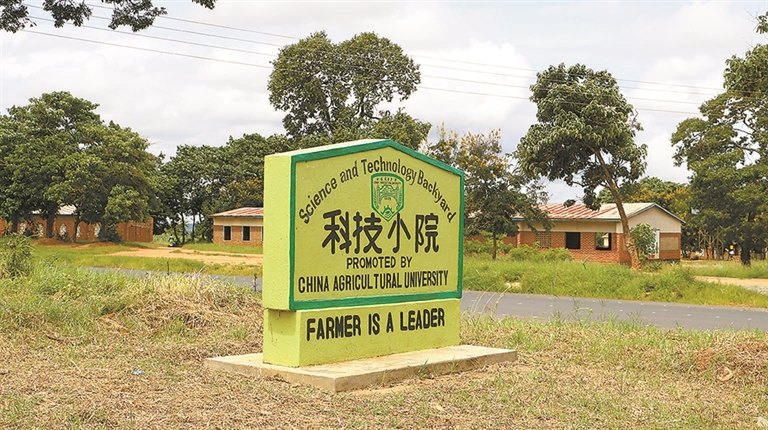 Science and Technology Backyard
科技小院
PROMOTED BY
CHINA AGRICULTURAL UNIVERSITY
FARMER IS A LEADER